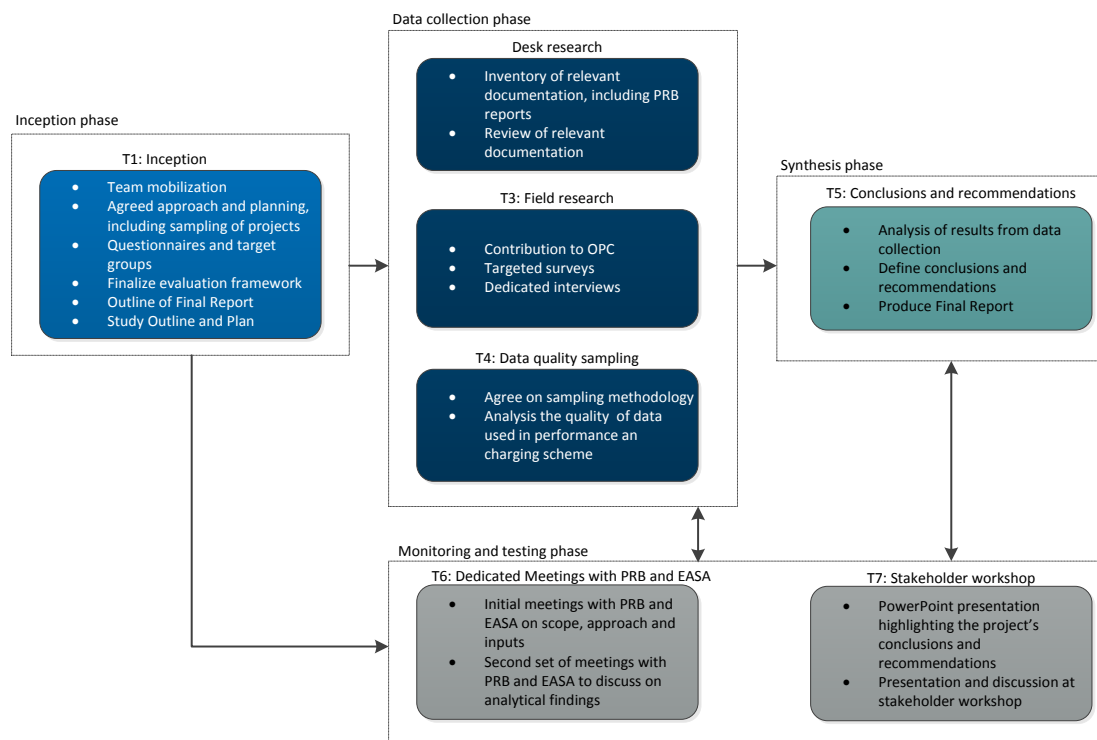 Inception phase
T1: Inception
• Team mobilization
• Agreed approach and planning,
including sampling of projects
• Questionnaires and target
groups
• Finalize evaluation framework
• Outline of Final Report
• Study Outline and Plan
Data collection phase
Desk research
• Inventory of relevant
documentation, including PRB
reports
• Review of relevant
documentation
T3: Field research
• Contribution to OPC
• Targeted surveys
• Dedicated interviews
T4: Data quality sampling
• Agree on sampling methodology
• Analysis the quality of data
used in performance an
charging scheme
Synthesis phase
T5: Conclusions and recommendations
• Analysis of results from data
collection
• Define conclusions and
recommendations
• Produce Final Report
Monitoring and testing phase
T6: Dedicated Meetings with PRB and EASA
• Initial meetings with PRB and
EASA on scope, approach and
inputs
• Second set of meetings with
PRB and EASA to discuss on
analytical findings
T7: Stakeholder workshop
• PowerPoint presentation
highlighting the project’s
conclusions and
recommendations
• Presentation and discussion at
stakeholder workshop